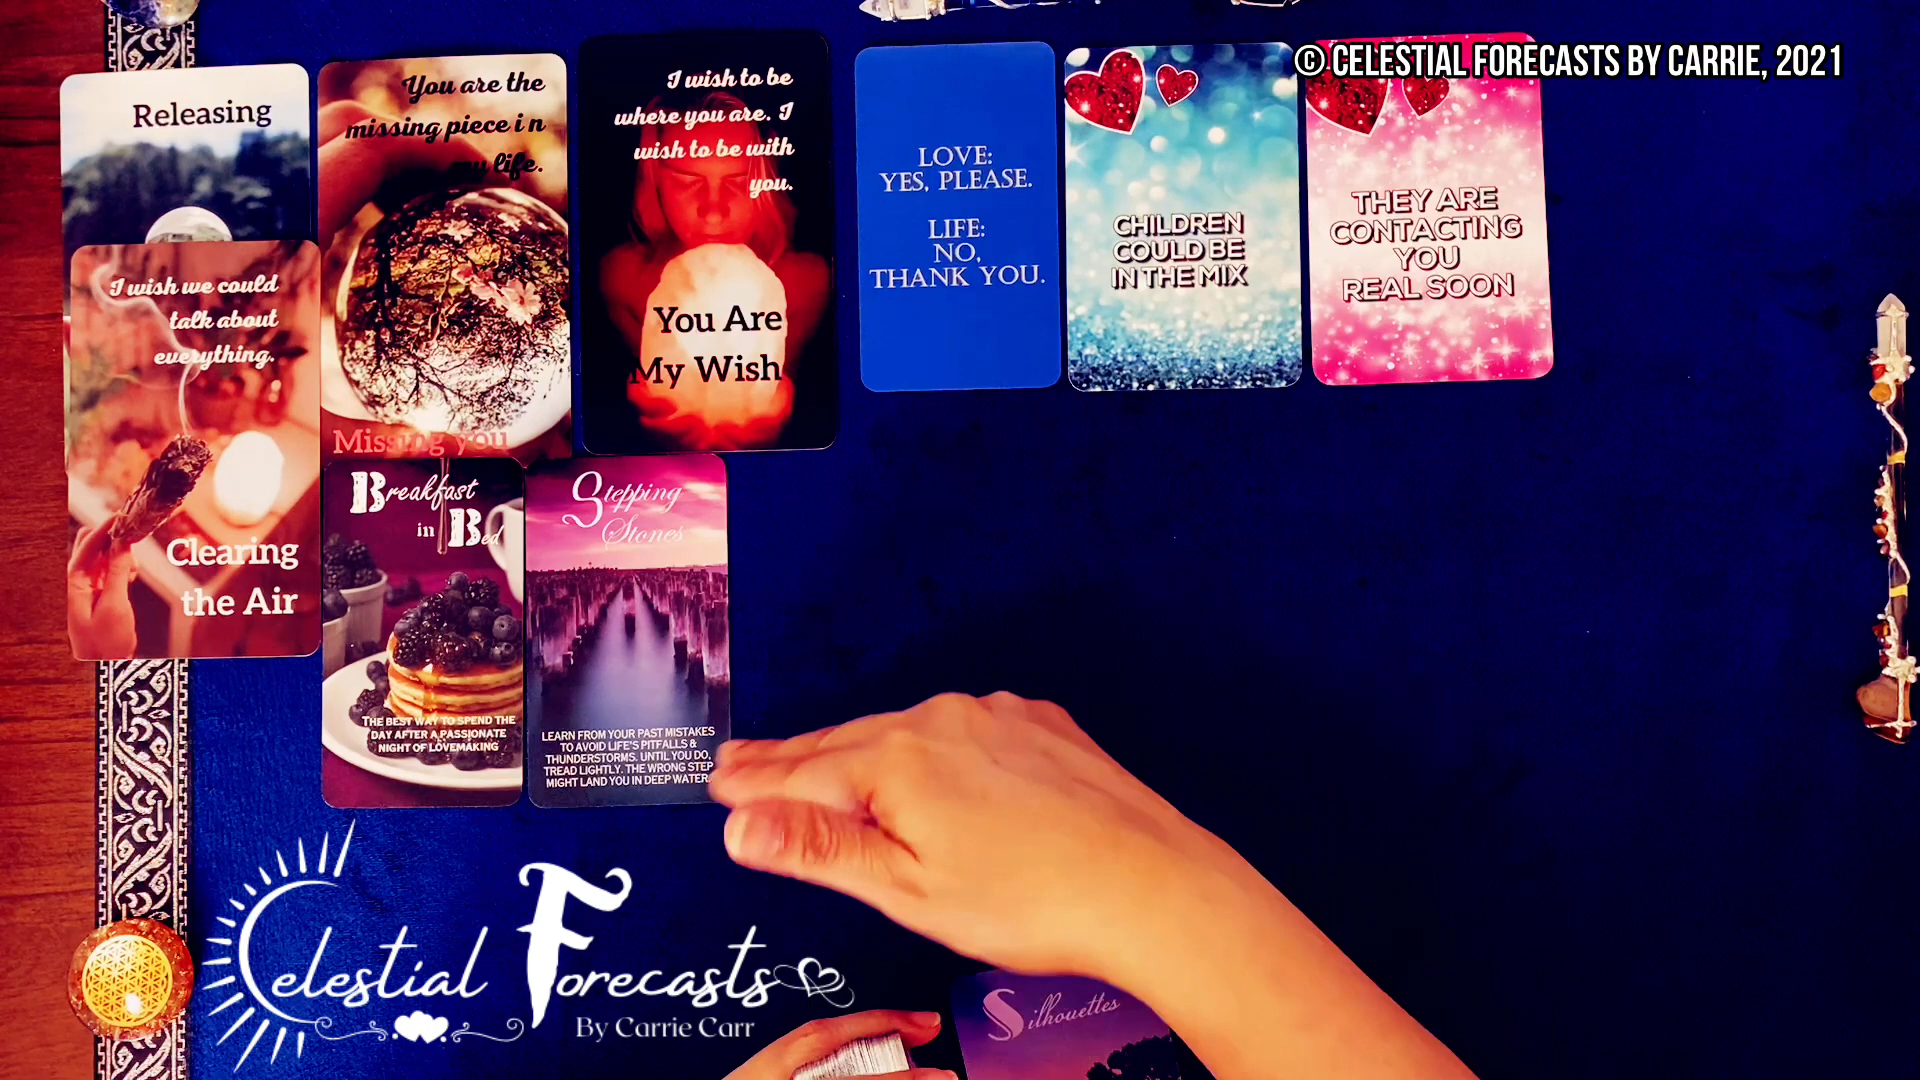 © CELESTIAL FORECASTS BY CARRIE, 2021
Releasing
You are the
missing piece i n
my life.
Missing you
I wish to be
where you are. I
wish to be with
you.
You Are
My Wish
LOVE:
YES, PLEASE.
LIFE:
NO,
THANK YOU.
CHILDREN
COULD BE
IN THE MIX
THEY ARE
CONTACTING
YOU
REAL SOON
I wish we could
talk about
everything.
Clearing
the Air
Breakfast
in Bed
THE BEST WAY TO SPEND THE
DAY AFTER A PASSIONATE
NIGHT OF LOVEMAKING
Stepping
Stones
LEARN FROM YOUR PAST MISTAKES
TO AVOID LIFE'S PITFALLS &
THUNDERSTORMS. UNTIL YOU DO,
TREAD LIGHTLY. THE WRONG STEP
MIGHT LAND YOU IN DEEP WATER.
Celestial Forecasts
By Carrie Carr
Silhouettes